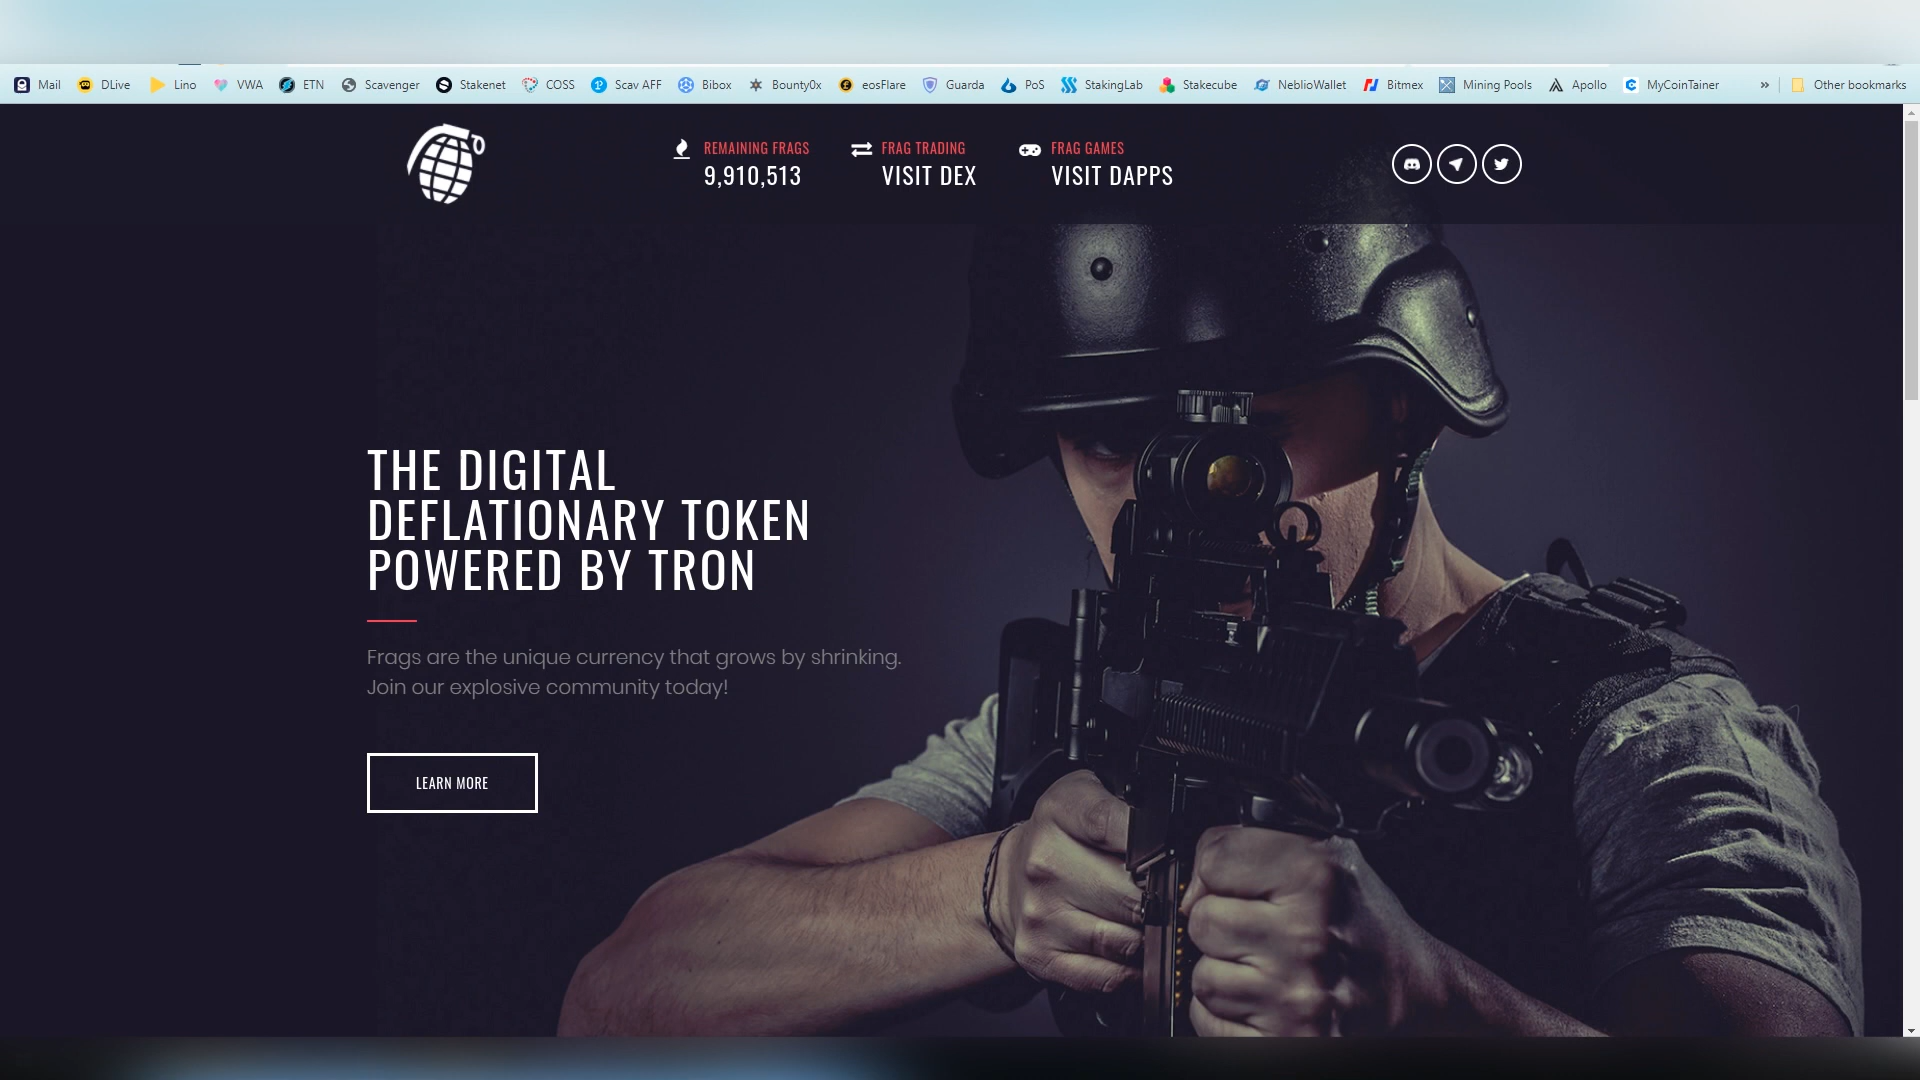 Mail DLive Lino VWA ETN Scavenger Stakenet COSS Scav AFF Bibox Bounty0x eosFlare Guarda PoS StakingLab Stakecube NeblioWallet Bitmex Mining Pools Apollo MyCoinTainer » Other bookmarks
REMAINING FRAGS FRAG TRADING FRAG GAMES
9,910,513 VISIT DEX VISIT DAPPS
THE DIGITAL
DEFLATIONARY TOKEN
POWERED BY TRON
Frags are the unique currency that grows by shrinking.
Join our explosive community today!
LEARN MORE